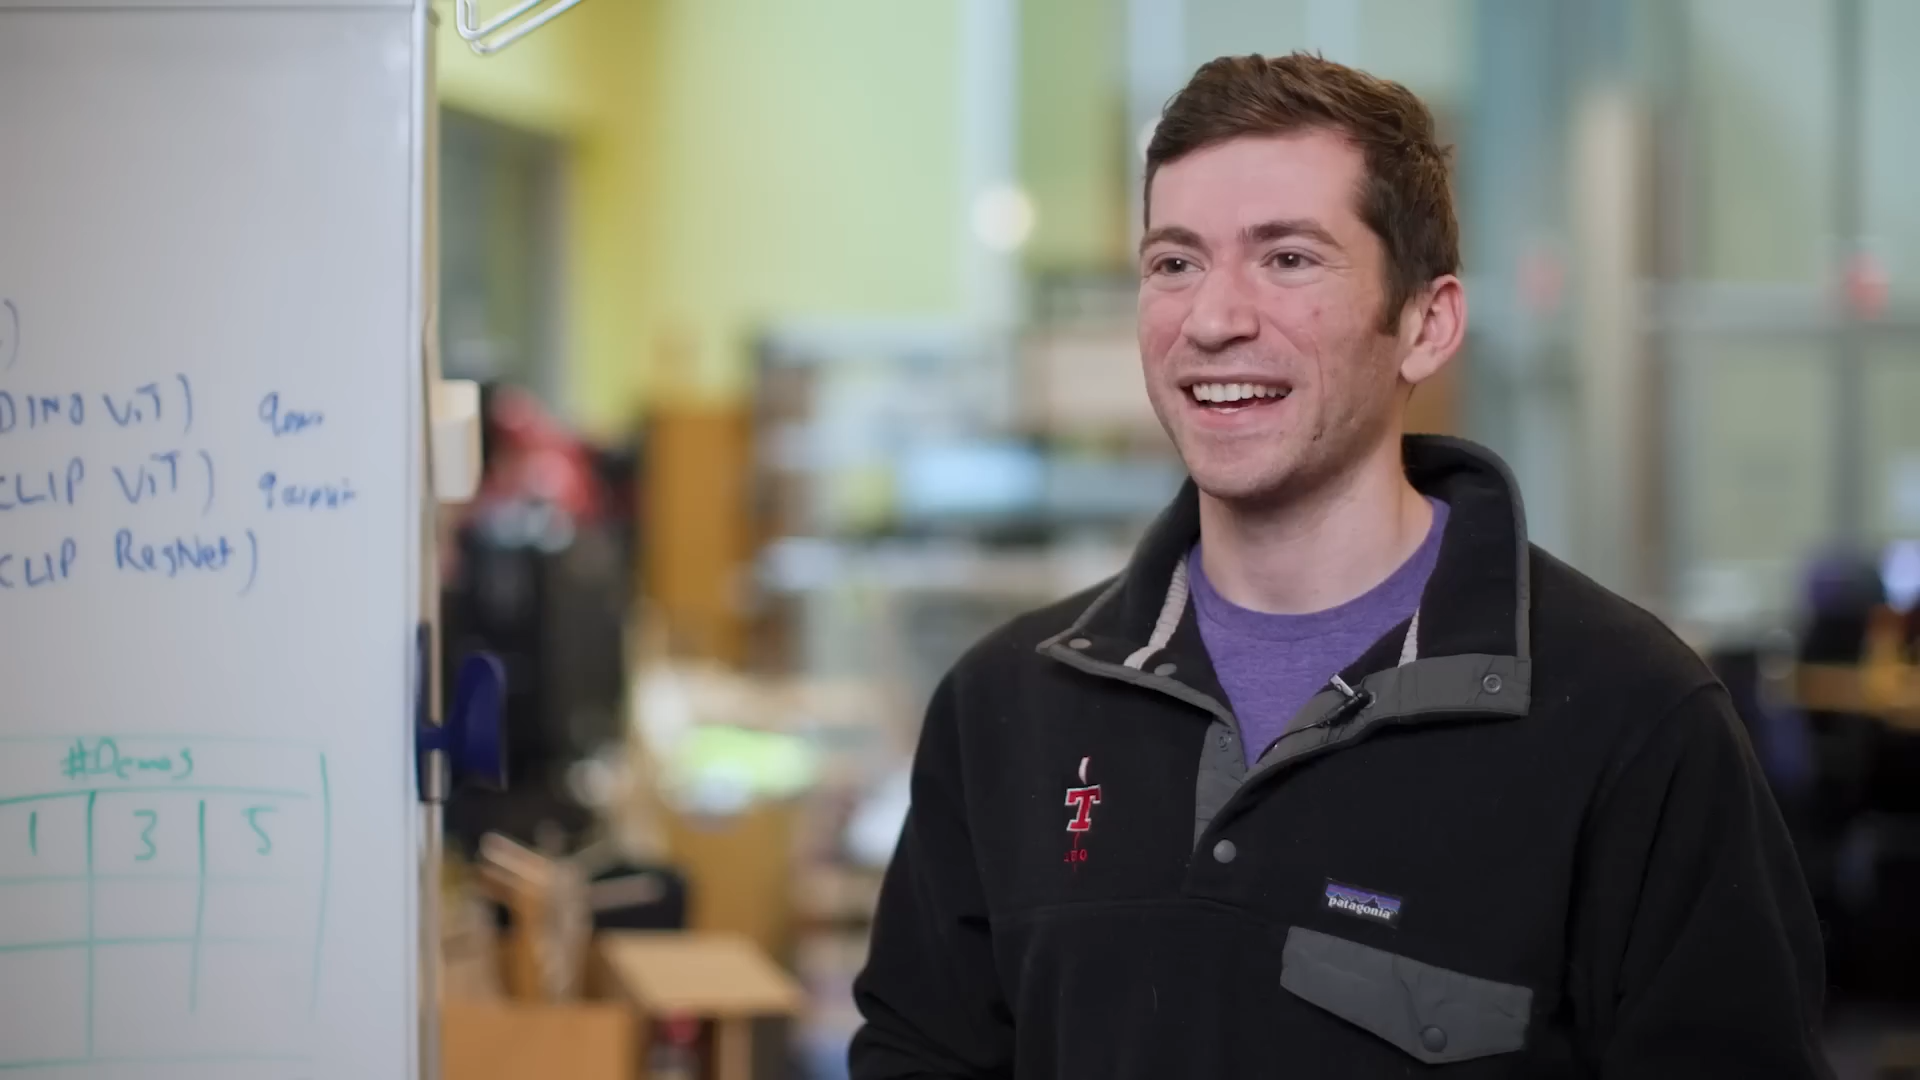 )
DINO ViT)
CLIP ViT)
CLIP ResNet)
#Demos
1 3 5
T
patagonia